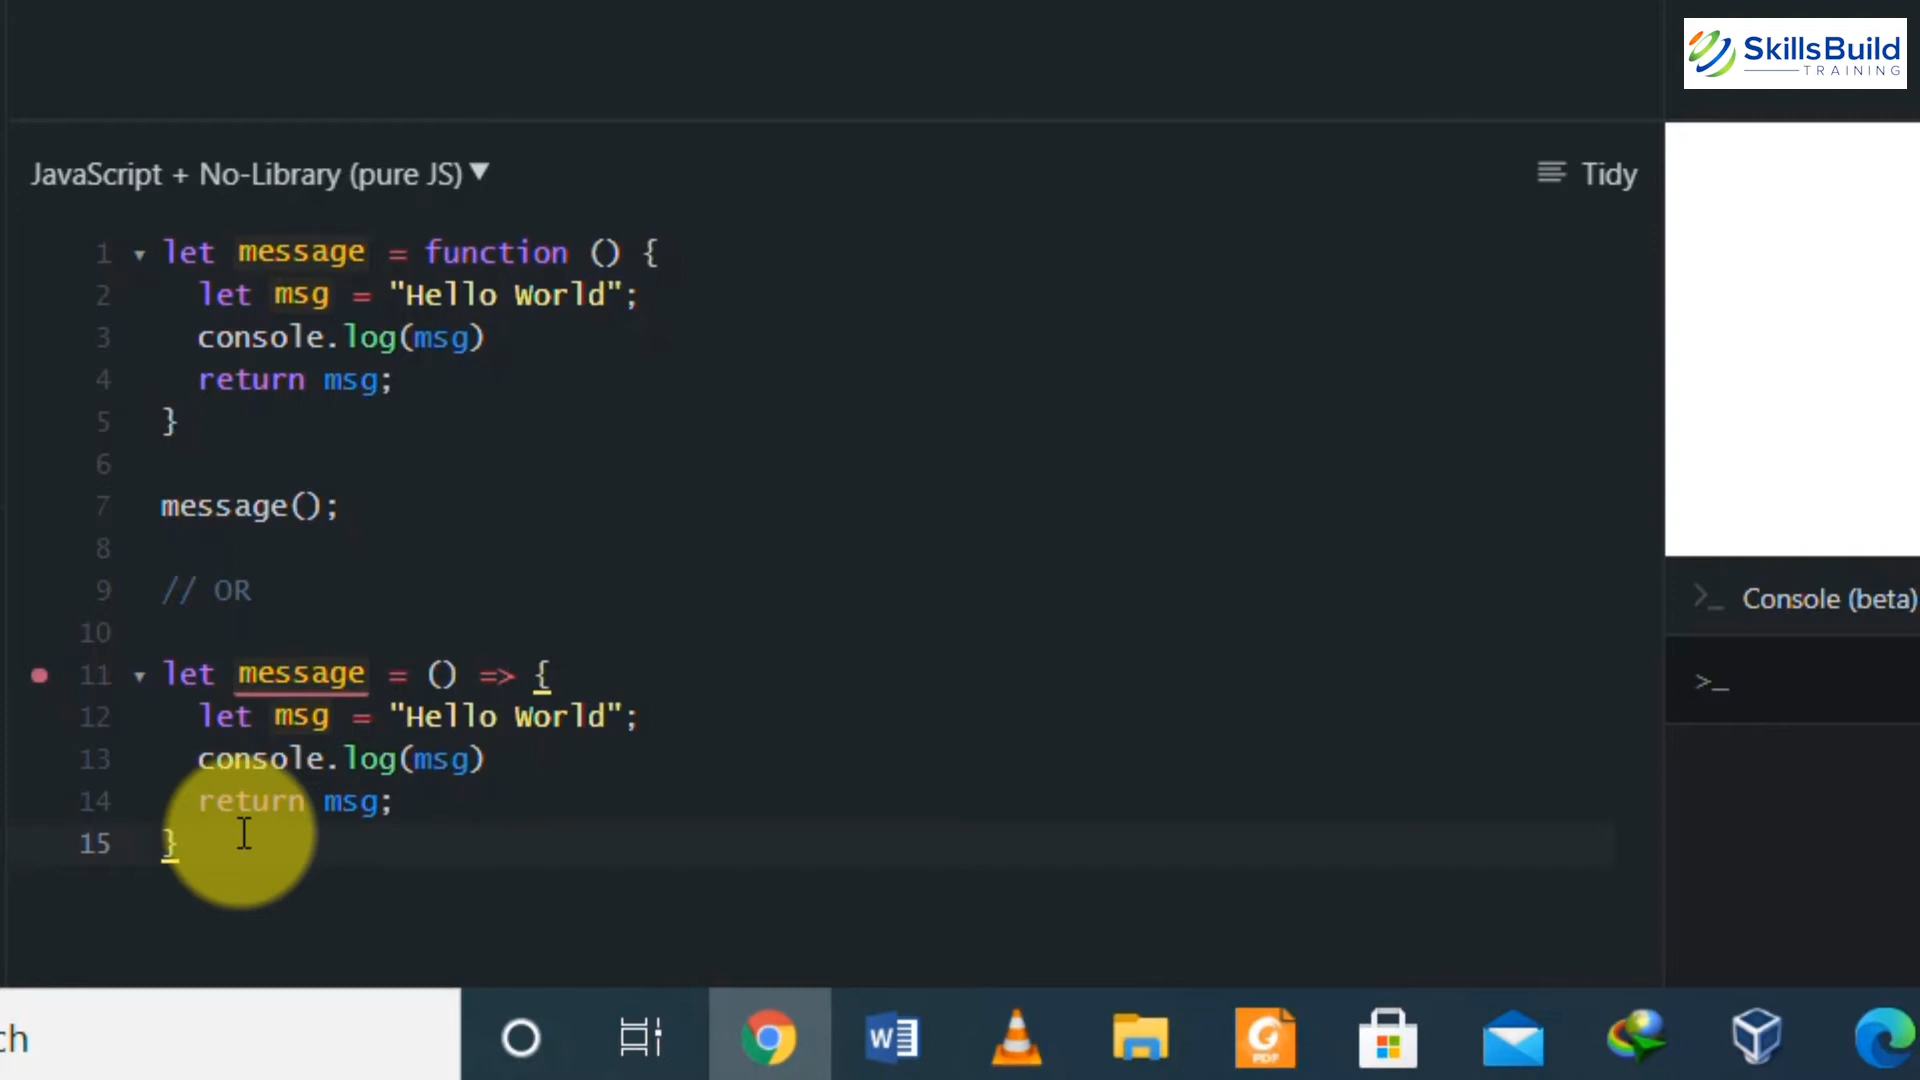 SkillsBuild
TRAINING
JavaScript + No-Library (pure JS) ▼
Tidy
1 let message = function () {
2 let msg = "Hello World";
3 console.log(msg)
4 return msg;
5 }
6
7 message();
8
9 // OR
10
11 let message = () => {
12 let msg = "Hello World";
13 console.log(msg)
14 return msg;
15 }
>_ Console (beta)
>_
ch
W
G
PDF